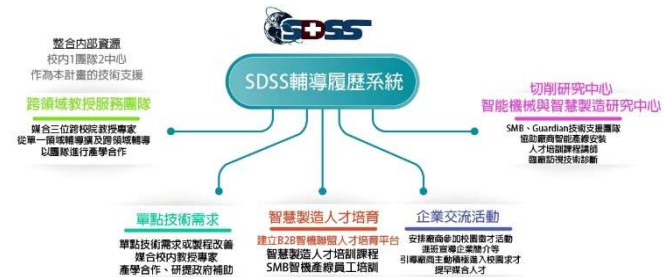 SDSS
SDSS輔導履歷系統
整合內部資源
校內1團隊2中心
作為本計畫的技術支援
跨領域教授服務團隊
媒合三位跨校院教授專家
從單一領域輔導擴及跨領域輔導
以團隊進行產學合作
切削研究中心
智能機械與智慧製造研究中心
SMB、Guardian技術支援團隊
協助廠商智能產線安裝
人才培訓課程講師
臨廠訪視技術診斷
單點技術需求
單點技術需求或製程改善
媒合校內教授專家
產學合作、研提政府補助
智慧製造人才培育
建立B2B智機聯盟人才培育平台
智慧製造人才培訓課程
SMB智機產線員工培訓
企業交流活動
安排廠商參加校園徵才活動
進班宣導企業簡介等
引導廠商主動積極進入校園求才
提早媒合人才